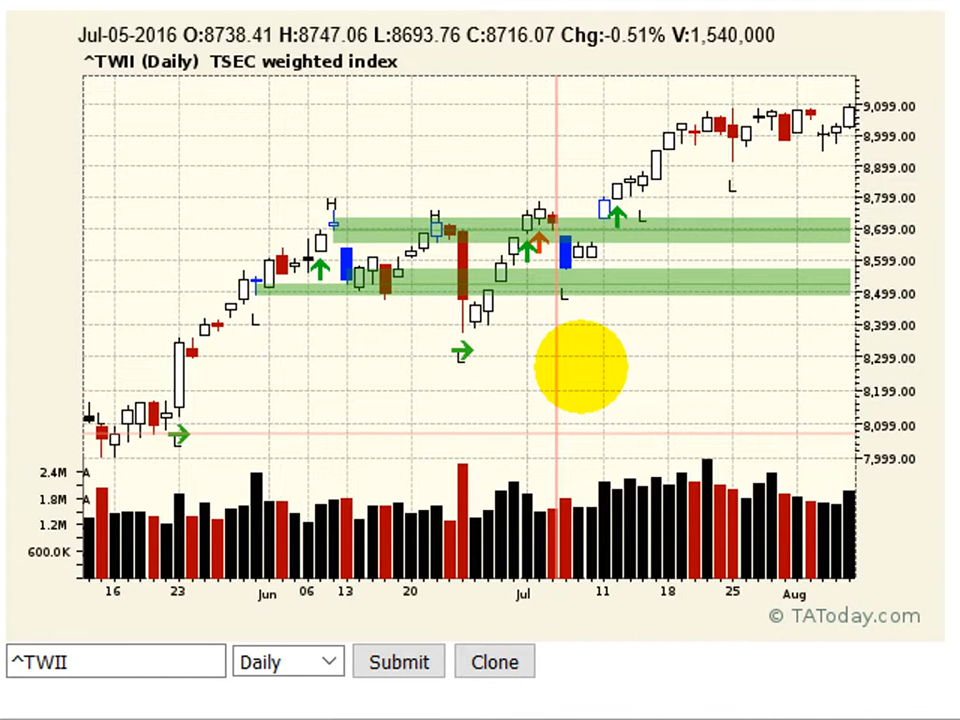 Jul-05-2016 O:8738.41 H:8747.06 L:8693.76 C:8716.07 Chg:-0.51% V:1,540,000
^TWII (Daily) TSEC weighted index
9,099.00
8,999.00
8,899.00
8,799.00
8,699.00
8,599.00
8,499.00
8,399.00
8,299.00
8,199.00
8,099.00
7,999.00
H
H
L
L
L
L
L
L
2.4M A
1.8M A
1.2M
600.0K
16 23 Jun 06 13 20 Jul 11 18 25 Aug
© TAToday.com
^TWII Daily Submit Clone